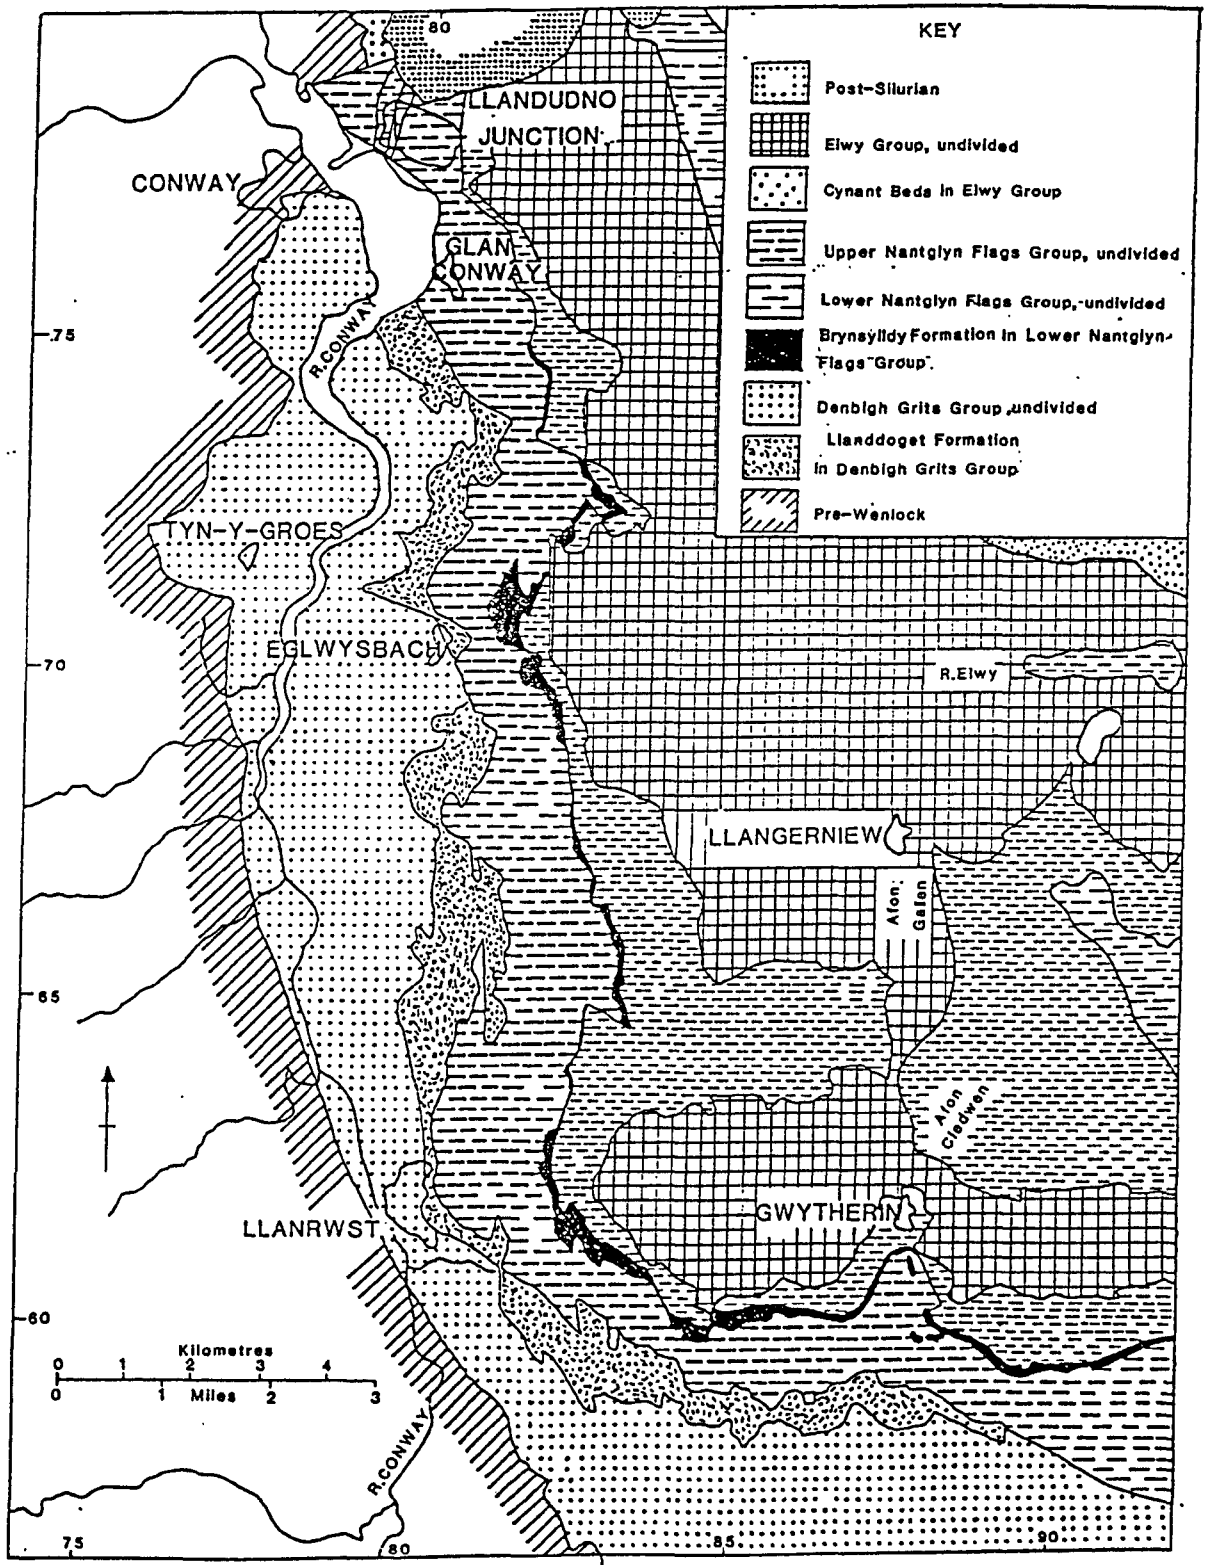 80
KEY
Post-Silurian
Elwy Group, undivided
Cynant Beds in Elwy Group
Upper Nantglyn Flags Group, undivided
Lower Nantglyn Flags Group, undivided
Brynsylldy Formation in Lower Nantglyn
Flags Group
Denbigh Grits Group, undivided
Llanddoget Formation
in Denbigh Grits Group
Pre-Wenlock
LLANDUDNO
JUNCTION
CONWAY
GLAN
CONWAY
75
R.CONWAY
TYN-Y-GROES
EGLWYSBACH
70
R.Elwy
LLANGERNIEW
Afon
Gallen
65
Afon
Cledwen
GWYTHERIN
LLANRWST
60
Kilometres
0 1 2 3 4
0 1 2 3
Miles
R.CONWAY
75 80 85 90